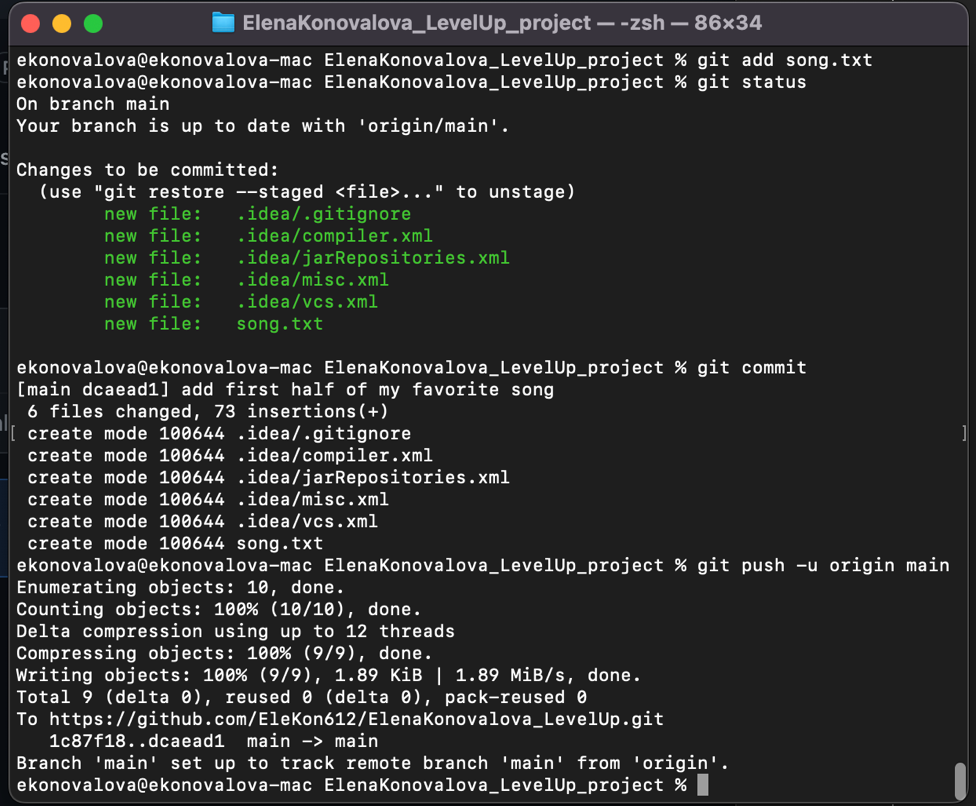 ElenaKonovalova_LevelUp_project — -zsh — 86×34
ekonovalova@ekonovalova-mac ElenaKonovalova_LevelUp_project % git add song.txt
ekonovalova@ekonovalova-mac ElenaKonovalova_LevelUp_project % git status
On branch main
Your branch is up to date with 'origin/main'.
Changes to be committed:
  (use "git restore --staged <file>..." to unstage)
        new file:   .idea/.gitignore
        new file:   .idea/compiler.xml
        new file:   .idea/jarRepositories.xml
        new file:   .idea/misc.xml
        new file:   .idea/vcs.xml
        new file:   song.txt
ekonovalova@ekonovalova-mac ElenaKonovalova_LevelUp_project % git commit
[main dcaead1] add first half of my favorite song
 6 files changed, 73 insertions(+)
 create mode 100644 .idea/.gitignore
 create mode 100644 .idea/compiler.xml
 create mode 100644 .idea/jarRepositories.xml
 create mode 100644 .idea/misc.xml
 create mode 100644 .idea/vcs.xml
 create mode 100644 song.txt
ekonovalova@ekonovalova-mac ElenaKonovalova_LevelUp_project % git push -u origin main
Enumerating objects: 10, done.
Counting objects: 100% (10/10), done.
Delta compression using up to 12 threads
Compressing objects: 100% (9/9), done.
Writing objects: 100% (9/9), 1.89 KiB | 1.89 MiB/s, done.
Total 9 (delta 0), reused 0 (delta 0), pack-reused 0
To https://github.com/EleKon612/ElenaKonovalova_LevelUp.git
   1c87f18..dcaead1  main -> main
Branch 'main' set up to track remote branch 'main' from 'origin'.
ekonovalova@ekonovalova-mac ElenaKonovalova_LevelUp_project %